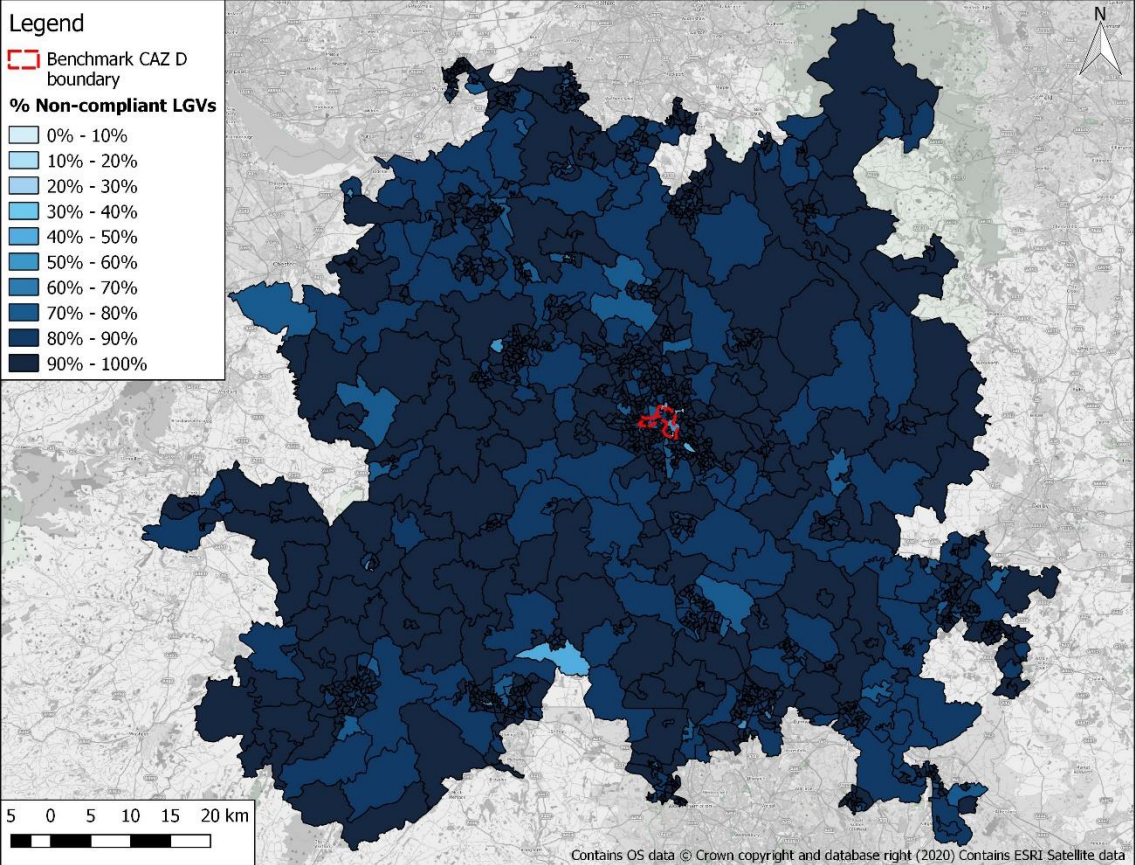 Legend
Benchmark CAZ D
boundary
% Non-compliant LGVs
0% - 10%
10% - 20%
20% - 30%
30% - 40%
40% - 50%
50% - 60%
60% - 70%
70% - 80%
80% - 90%
90% - 100%
N
5 0 5 10 15 20 km
Contains OS data © Crown copyright and database right (2020) Contains ESRI Satellite data